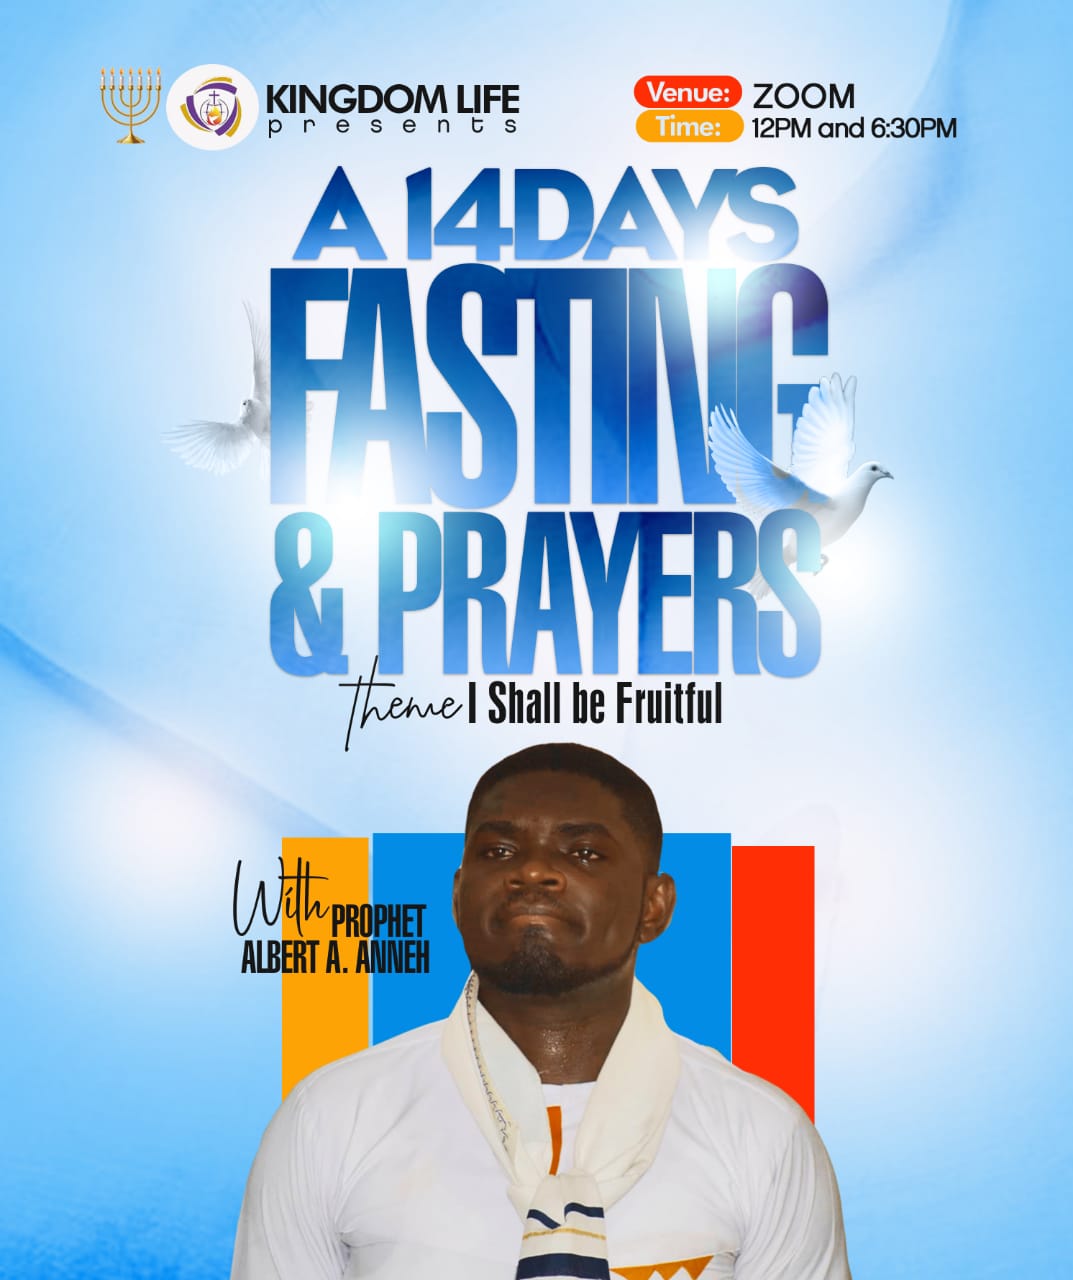 KINGDOM LIFE
presents
Venue: ZOOM
Time: 12PM and 6:30PM
A 14DAYS
FASTING
& PRAYERS
theme I Shall be Fruitful
With PROPHET
ALBERT A. ANNEH